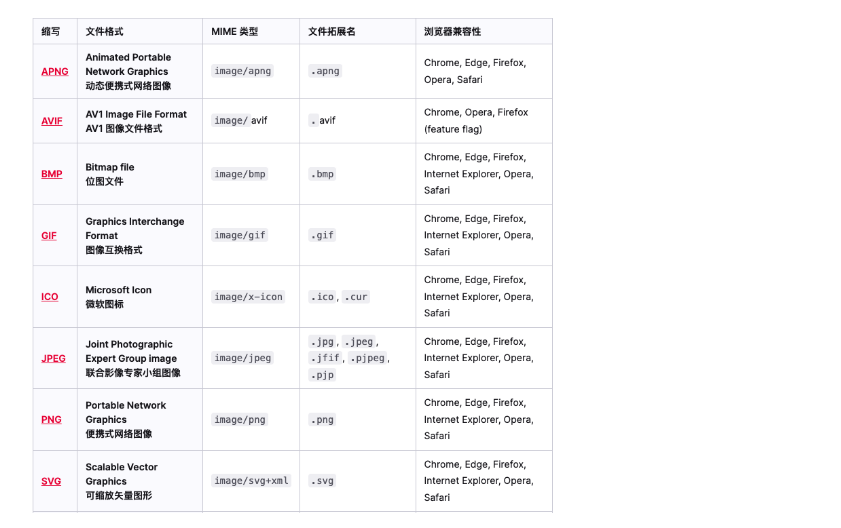 缩写 文件格式 MIME 类型 文件拓展名 浏览器兼容性
APNG
Animated Portable
Network Graphics
动态便携式网络图像
image/apng
.apng
Chrome, Edge, Firefox,
Opera, Safari
AVIF
AV1 Image File Format
AV1 图像文件格式
image/ avif
. avif
Chrome, Opera, Firefox
(feature flag)
BMP
Bitmap file
位图文件
image/bmp
.bmp
Chrome, Edge, Firefox,
Internet Explorer, Opera,
Safari
GIF
Graphics Interchange
Format
图像互换格式
image/gif
.gif
Chrome, Edge, Firefox,
Internet Explorer, Opera,
Safari
ICO
Microsoft Icon
微软图标
image/x-icon
.ico, .cur
Chrome, Edge, Firefox,
Internet Explorer, Opera,
Safari
JPEG
Joint Photographic
Expert Group image
联合影像专家小组图像
image/jpeg
.jpg, .jpeg,
.jfif, .pjpeg,
.pjp
Chrome, Edge, Firefox,
Internet Explorer, Opera,
Safari
PNG
Portable Network
Graphics
便携式网络图像
image/png
.png
Chrome, Edge, Firefox,
Internet Explorer, Opera,
Safari
SVG
Scalable Vector
Graphics
可缩放矢量图形
image/svg+xml
.svg
Chrome, Edge, Firefox,
Internet Explorer, Opera,
Safari